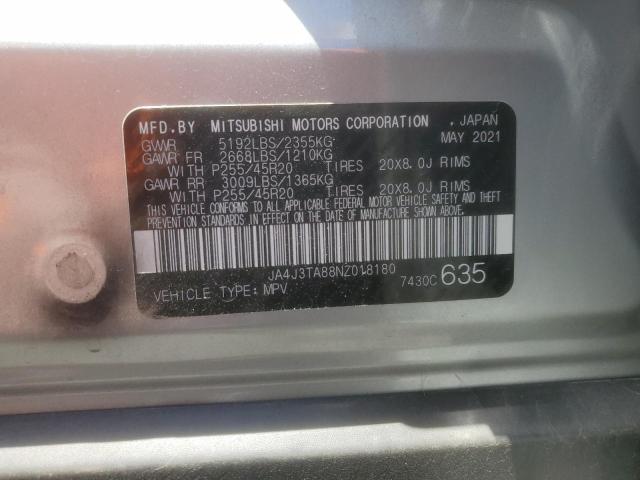 MFD.BY MITSUBISHI MOTORS CORPORATION . JAPAN
GVWR 5192LBS/2355KG MAY 2021
GAWR FR 2668LBS/1210KG
WITH P255/45R20 TIRES 20X8.0J RIMS
GAWR RR 3009LBS/1365KG
WITH P255/45R20 TIRES 20X8.0J RIMS
THIS VEHICLE CONFORMS TO ALL APPLICABLE FEDERAL MOTOR VEHICLE SAFETY AND
THEFT PREVENTION STANDARDS IN EFFECT ON THE DATE OF MANUFACTURE SHOWN ABOVE.
JA4J3TA88NZ018180
VEHICLE TYPE: MPV 7430C 635